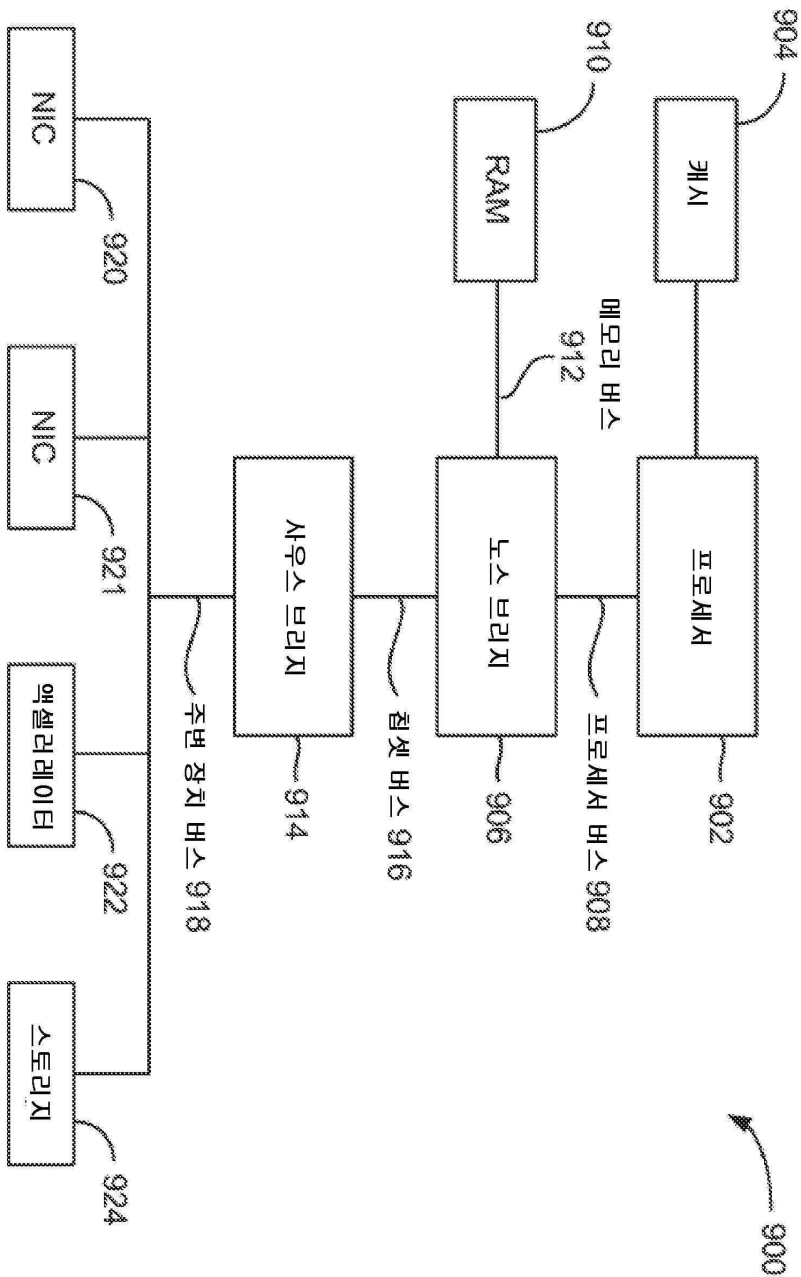 900
904
캐시
프로세서
902
프로세서 버스 908
910
RAM
메모리 버스
912
노스 브리지
906
칩셋 버스 916
사우스 브리지
914
주변 장치 버스 918
NIC
920
NIC
921
액셀러레이터
922
스토리지
924